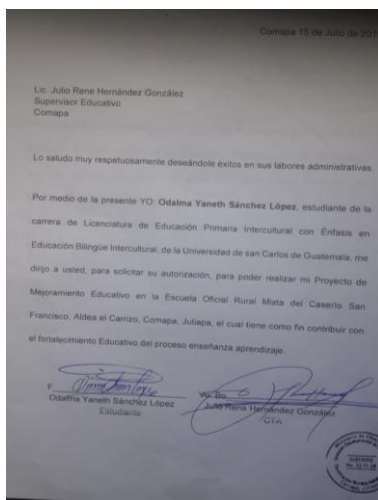 Comapa 15 de Julio de 201
Lic. Julio Rene Hernández González
Supervisor Educativo
Comapa
Lo saludo muy respetuosamente deseándole éxitos en sus labores administrativas.
Por medio de la presente YO: Odalma Yaneth Sánchez López, estudiante de la
carrera de Licenciatura de Educación Primaria Intercultural con Énfasis en
Educación Bilingüe Intercultural, de la Universidad de san Carlos de Guatemala, me
dirijo a usted, para solicitar su autorización, para poder realizar mi Proyecto de
Mejoramiento Educativo en la Escuela Oficial Rural Mixta del Caserío San
Francisco, Aldea el Carrizo, Comapa, Jutiapa, el cual tiene como fin contribuir con
el fortalecimiento Educativo del proceso enseñanza aprendizaje.
F
Odalma Yaneth Sánchez López
Estudiante
Vo. Bo.
Julio Rene Hernández González
CTA
DISTRITO